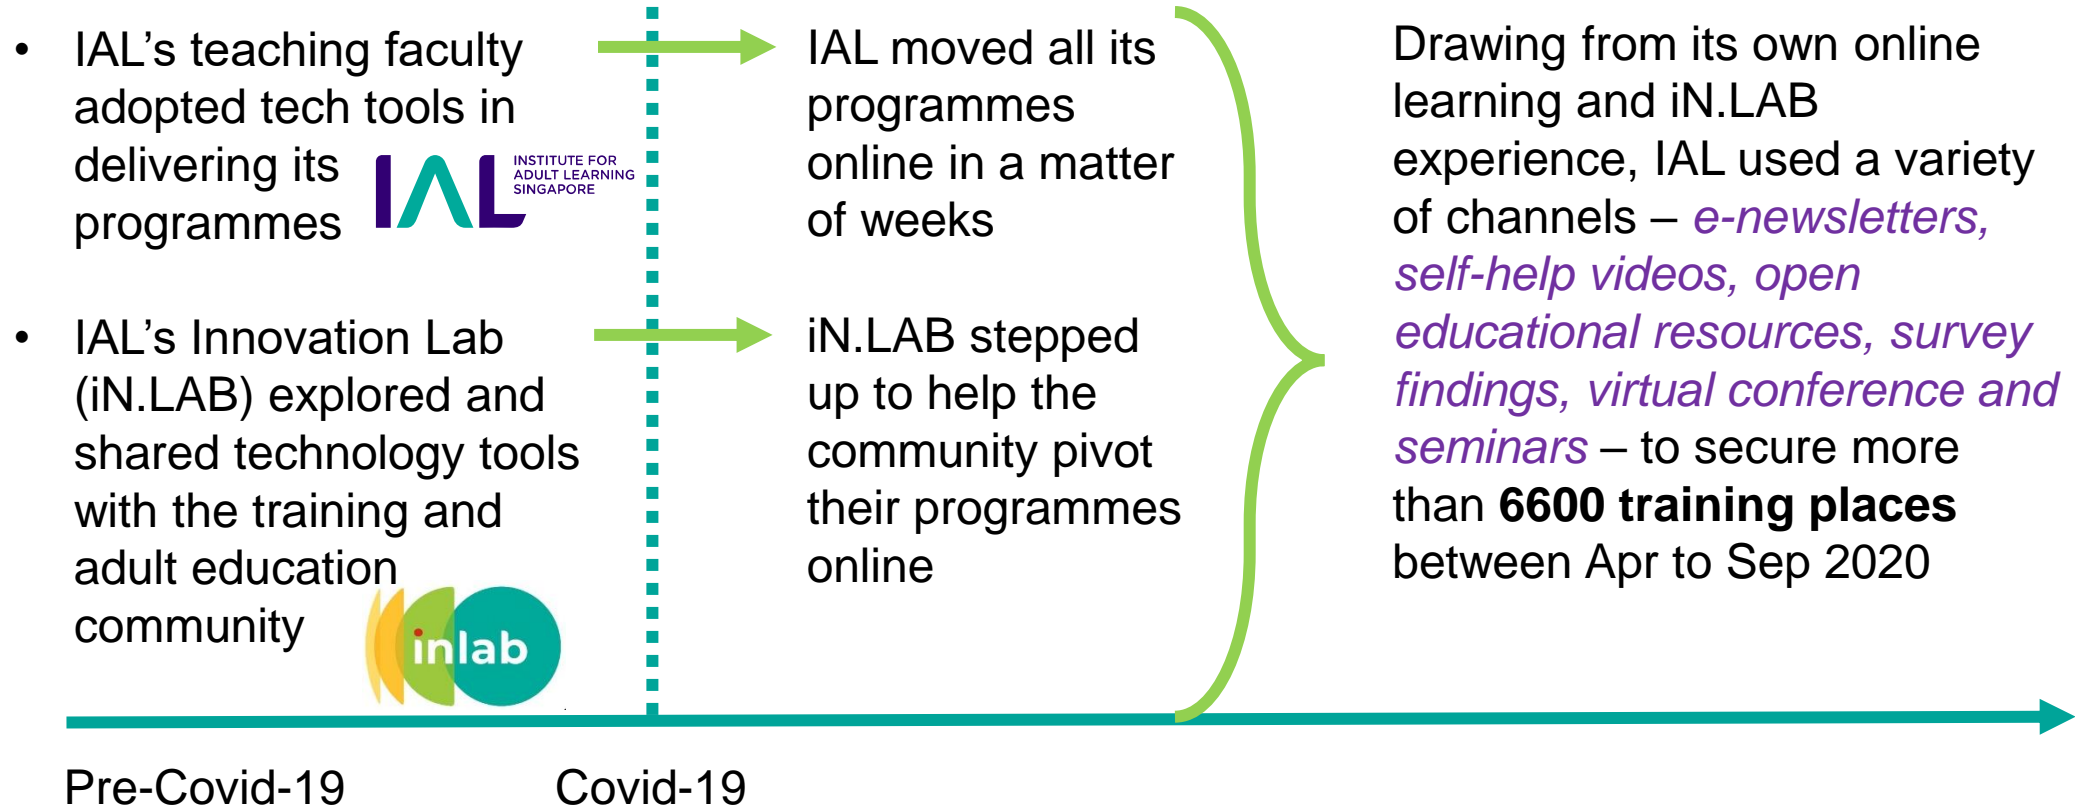 • IAL’s teaching faculty
adopted tech tools in
delivering its
programmes
IAL
INSTITUTE FOR
ADULT LEARNING
SINGAPORE
• IAL’s Innovation Lab
(iN.LAB) explored and
shared technology tools
with the training and
adult education
community
inlab
IAL moved all its
programmes
online in a matter
of weeks
iN.LAB stepped
up to help the
community pivot
their programmes
online
Drawing from its own online
learning and iN.LAB
experience, IAL used a variety
of channels – e-newsletters,
self-help videos, open
educational resources, survey
findings, virtual conference and
seminars – to secure more
than 6600 training places
between Apr to Sep 2020
Pre-Covid-19
Covid-19